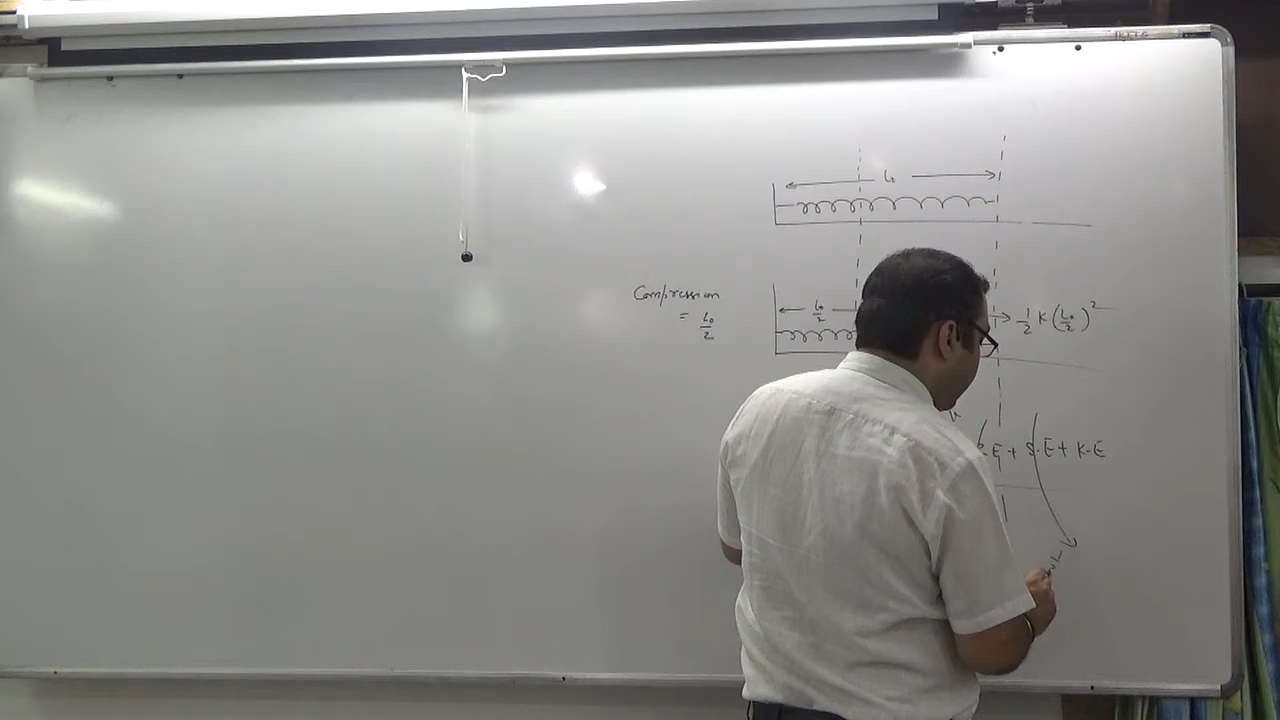 L₀
Compression
= L₀/2
L₀/2
→ 1/2 K (L₀/2)²
.E + S.E + K.E